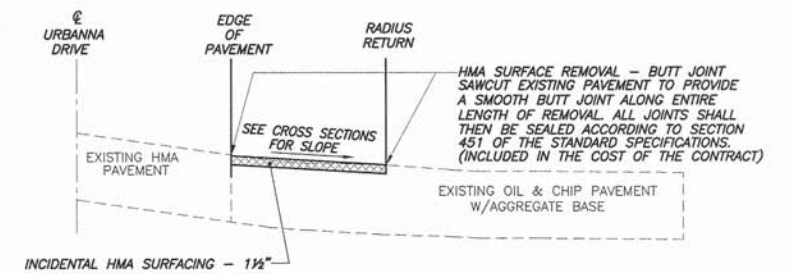 ℄
URBANNA
DRIVE
EDGE
OF
PAVEMENT
RADIUS
RETURN
HMA SURFACE REMOVAL – BUTT JOINT
SAWCUT EXISTING PAVEMENT TO PROVIDE
A SMOOTH BUTT JOINT ALONG ENTIRE
LENGTH OF REMOVAL. ALL JOINTS SHALL
THEN BE SEALED ACCORDING TO SECTION
451 OF THE STANDARD SPECIFICATIONS.
(INCLUDED IN THE COST OF THE CONTRACT)
SEE CROSS SECTIONS
FOR SLOPE
EXISTING HMA
PAVEMENT
EXISTING OIL & CHIP PAVEMENT
W/AGGREGATE BASE
INCIDENTAL HMA SURFACING – 1½"